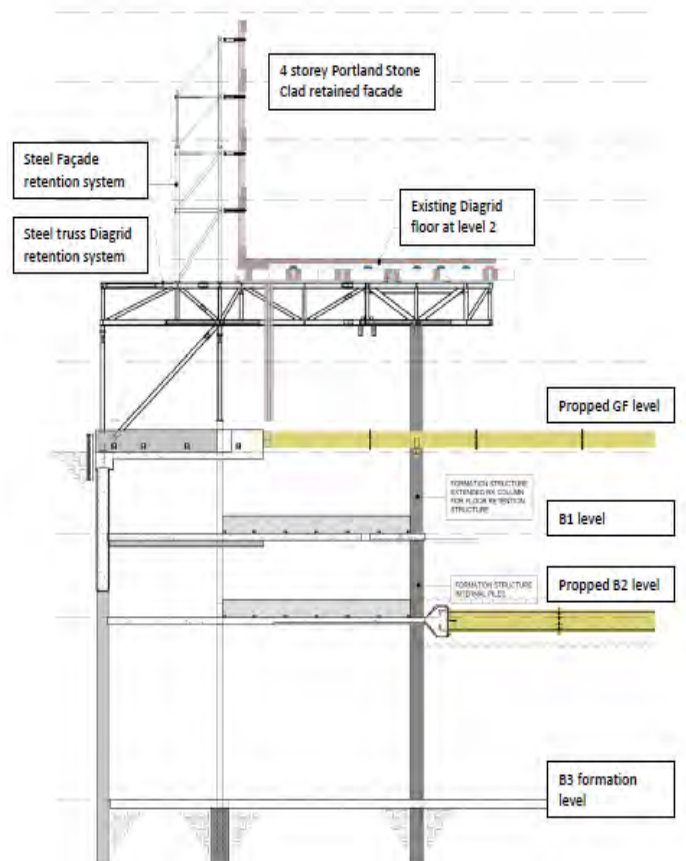 4 storey Portland Stone
Clad retained facade
Steel Façade
retention system
Existing Diagrid
floor at level 2
Steel truss Diagrid
retention system
Propped GF level
FORMATION STRUCTURE
EXTENDED RX COLUMN
FOR FLOOR RETENTION
STRUCTURE
B1 level
FORMATION STRUCTURE
INTERNAL PILES
Propped B2 level
B3 formation
level